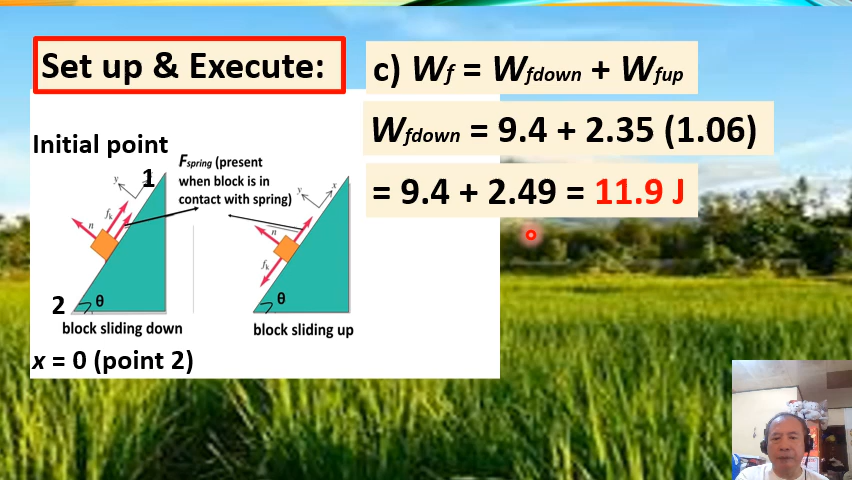 Set up & Execute:
c) Wf = Wfdown + Wfup
Wfdown = 9.4 + 2.35 (1.06)
= 9.4 + 2.49 = 11.9 J
Initial point
1
Fspring (present
when block is in
contact with spring)
y
x
y
n
fk
n
fk
2
θ
θ
block sliding down
block sliding up
x = 0 (point 2)